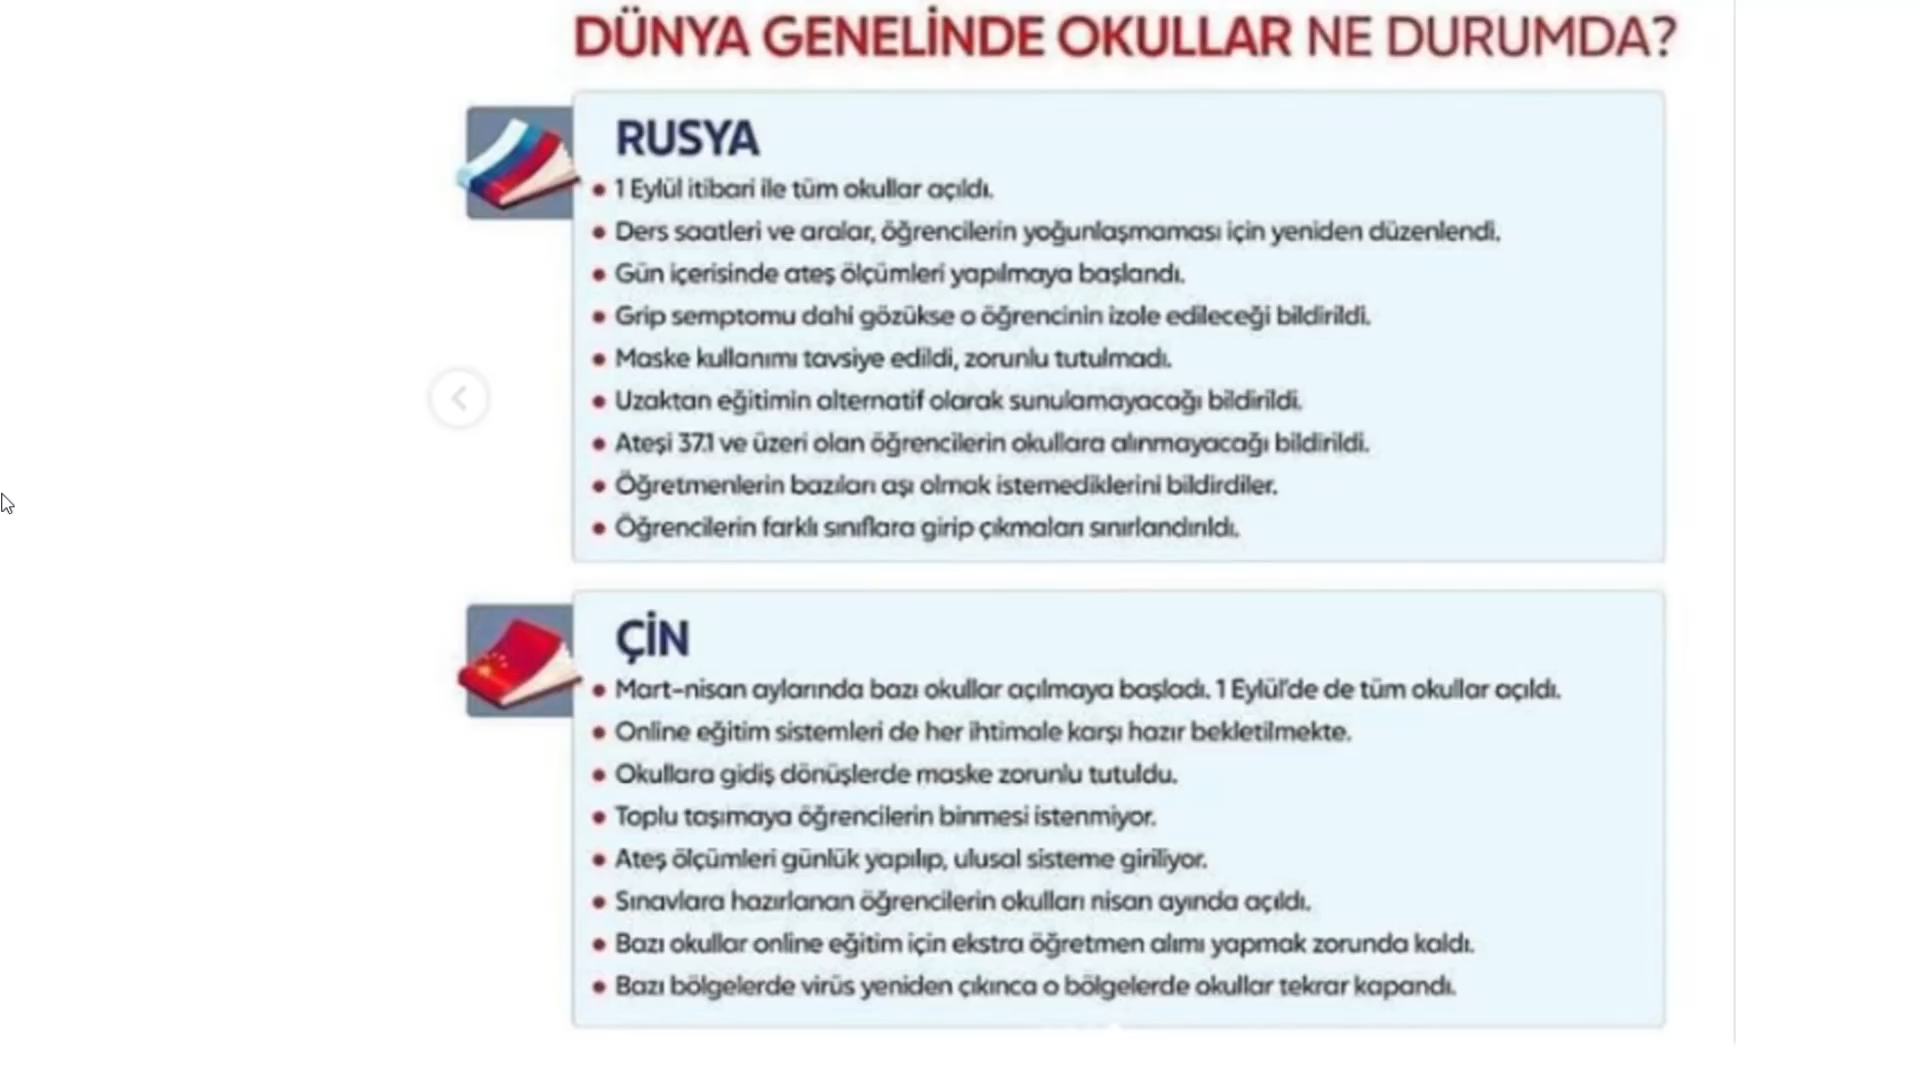 DÜNYA GENELİNDE OKULLAR NE DURUMDA?
RUSYA
• 1 Eylül itibari ile tüm okullar açıldı.
• Ders saatleri ve aralar, öğrencilerin yoğunlaşmaması için yeniden düzenlendi.
• Gün içerisinde ateş ölçümleri yapılmaya başlandı.
• Grip semptomu dahi gözükse o öğrencinin izole edileceği bildirildi.
• Maske kullanımı tavsiye edildi, zorunlu tutulmadı.
• Uzaktan eğitimin alternatif olarak sunulamayacağı bildirildi.
• Ateşi 37.1 ve üzeri olan öğrencilerin okullara alınmayacağı bildirildi.
• Öğretmenlerin bazıları aşı olmak istemediklerini bildirdiler.
• Öğrencilerin farklı sınıflara girip çıkmaları sınırlandırıldı.
ÇİN
• Mart-nisan aylarında bazı okullar açılmaya başladı. 1 Eylül'de de tüm okullar açıldı.
• Online eğitim sistemleri de her ihtimale karşı hazır bekletilmekte.
• Okullara gidiş dönüşlerde maske zorunlu tutuldu.
• Toplu taşımaya öğrencilerin binmesi istenmiyor.
• Ateş ölçümleri günlük yapılıp, ulusal sisteme giriliyor.
• Sınavlara hazırlanan öğrencilerin okulları nisan ayında açıldı.
• Bazı okullar online eğitim için ekstra öğretmen alımı yapmak zorunda kaldı.
• Bazı bölgelerde virüs yeniden çıkınca o bölgelerde okullar tekrar kapandı.